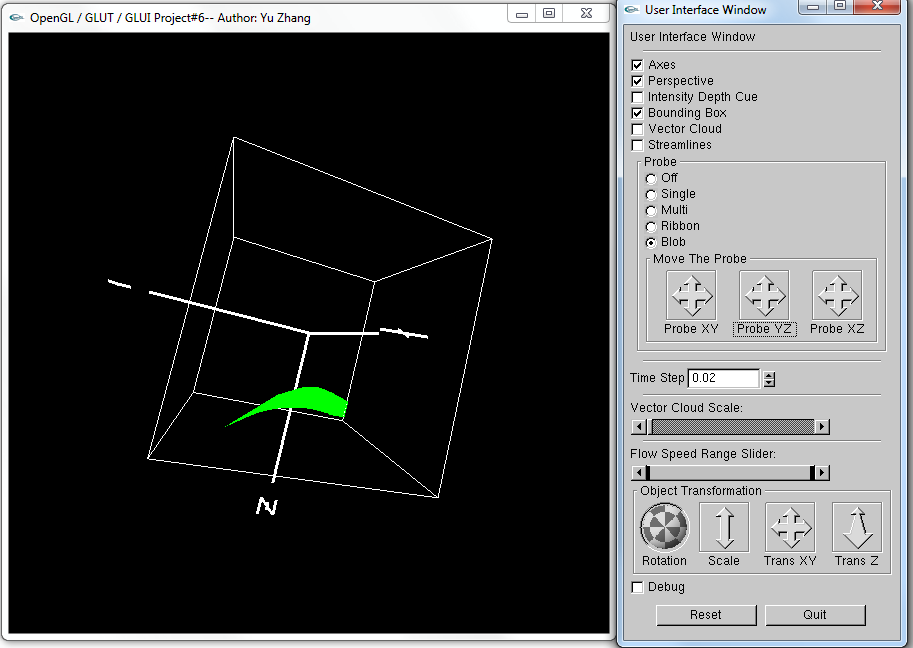 OpenGL / GLUT / GLUI Project#6-- Author: Yu Zhang
User Interface Window
User Interface Window
Axes
Perspective
Intensity Depth Cue
Bounding Box
Vector Cloud
Streamlines
Probe
Off
Single
Multi
Ribbon
Blob
Move The Probe
Probe XY Probe YZ Probe XZ
Time Step 0.02
Vector Cloud Scale:
Flow Speed Range Slider:
Object Transformation
Rotation Scale Trans XY Trans Z
Debug
Reset Quit